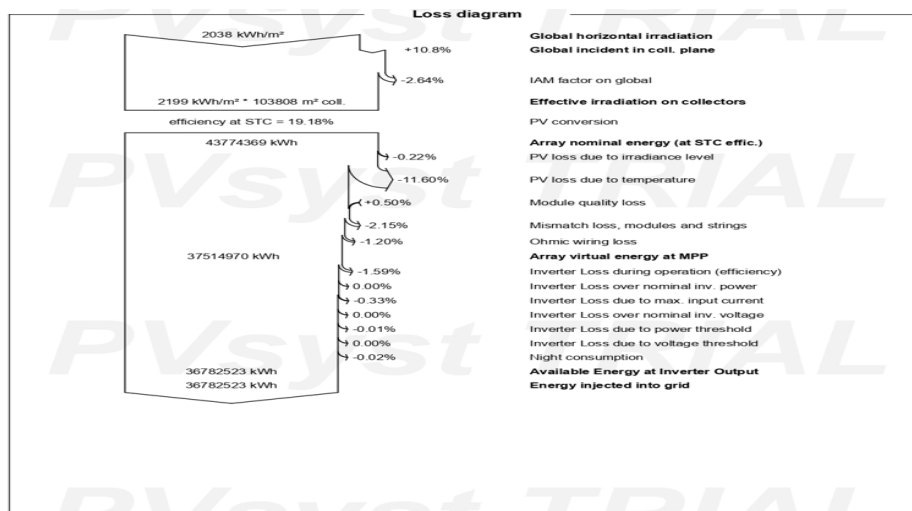 Loss diagram
2038 kWh/m² Global horizontal irradiation
+10.8% Global incident in coll. plane
-2.64% IAM factor on global
2199 kWh/m² * 103808 m² coll. Effective irradiation on collectors
efficiency at STC = 19.18% PV conversion
43774369 kWh Array nominal energy (at STC effic.)
-0.22% PV loss due to irradiance level
-11.60% PV loss due to temperature
+0.50% Module quality loss
-2.15% Mismatch loss, modules and strings
-1.20% Ohmic wiring loss
37514970 kWh Array virtual energy at MPP
-1.59% Inverter Loss during operation (efficiency)
0.00% Inverter Loss over nominal inv. power
-0.33% Inverter Loss due to max. input current
0.00% Inverter Loss over nominal inv. voltage
-0.01% Inverter Loss due to power threshold
0.00% Inverter Loss due to voltage threshold
-0.02% Night consumption
36782523 kWh Available Energy at Inverter Output
36782523 kWh Energy injected into grid
PVsyst TRIAL
PVsyst TRIAL
PVsyst TRIAL
PVsyst TRIAL